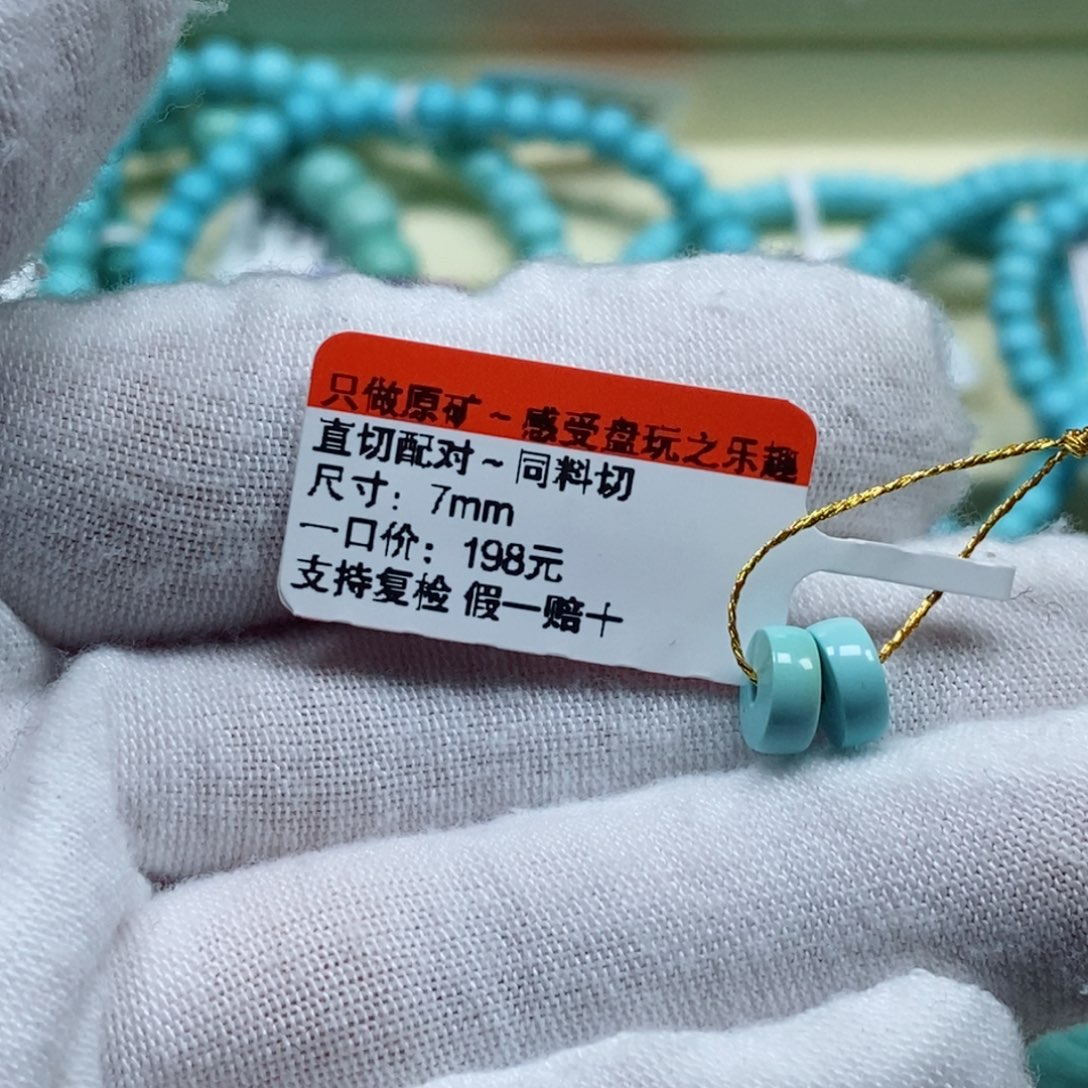 只做原矿~感受盘玩之乐趣
直切配对~同料切
尺寸：7mm
一口价：198元
支持复检 假一赔十